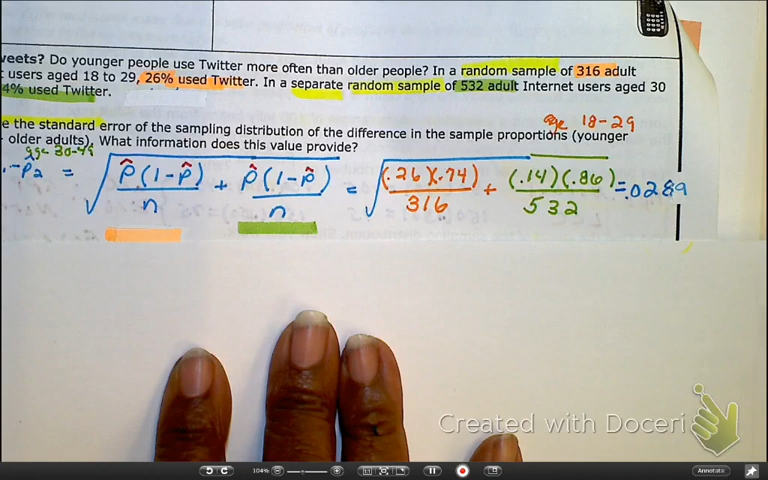 weets? Do younger people use Twitter more often than older people? In a random sample of 316 adult
t users aged 18 to 29, 26% used Twitter. In a separate random sample of 532 adult Internet users aged 30
4% used Twitter.
age 18-29
e the standard error of the sampling distribution of the difference in the sample proportions (younger
older adults). What information does this value provide?
age 30-49
-p̂2 = √ p̂(1-p̂)/n + p̂(1-p̂)/n = √ (.26)(.74)/316 + (.14)(.86)/532 = .0289
Created with Doceri
104%
Annotate